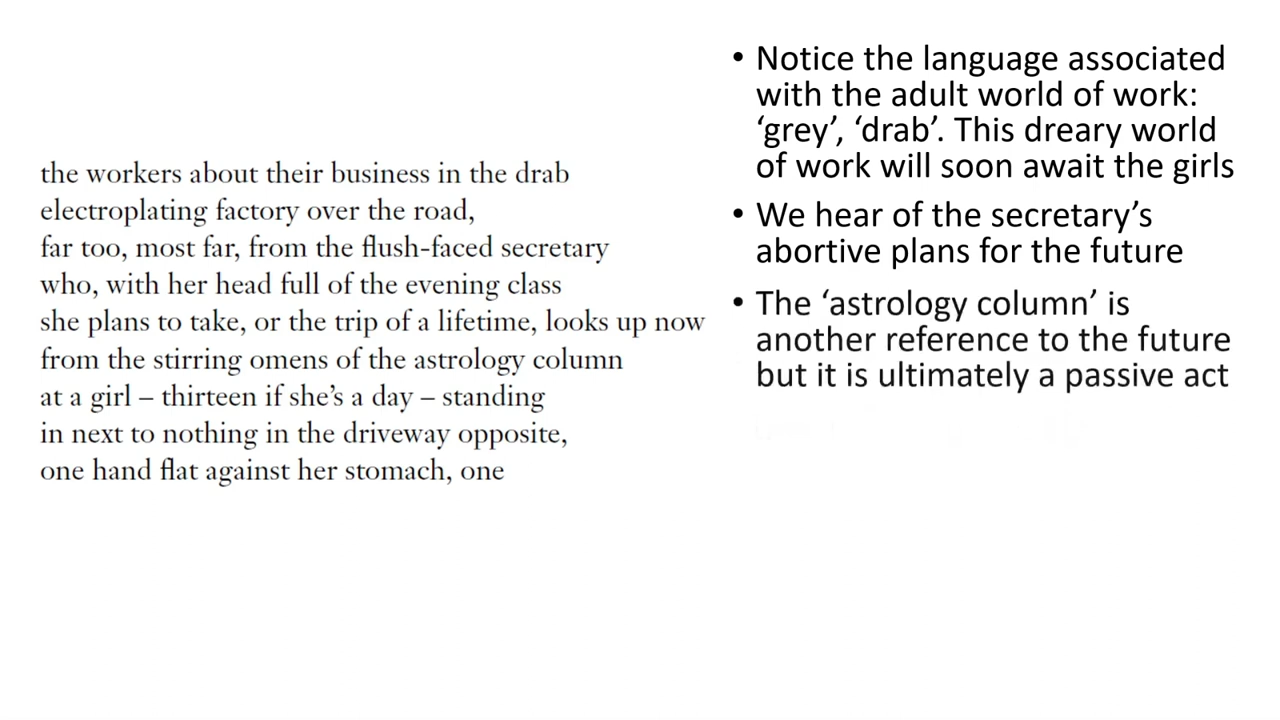 the workers about their business in the drab
electroplating factory over the road,
far too, most far, from the flush-faced secretary
who, with her head full of the evening class
she plans to take, or the trip of a lifetime, looks up now
from the stirring omens of the astrology column
at a girl – thirteen if she’s a day – standing
in next to nothing in the driveway opposite,
one hand flat against her stomach, one
• Notice the language associated
with the adult world of work:
‘grey’, ‘drab’. This dreary world
of work will soon await the girls
• We hear of the secretary’s
abortive plans for the future
• The ‘astrology column’ is
another reference to the future
but it is ultimately a passive act